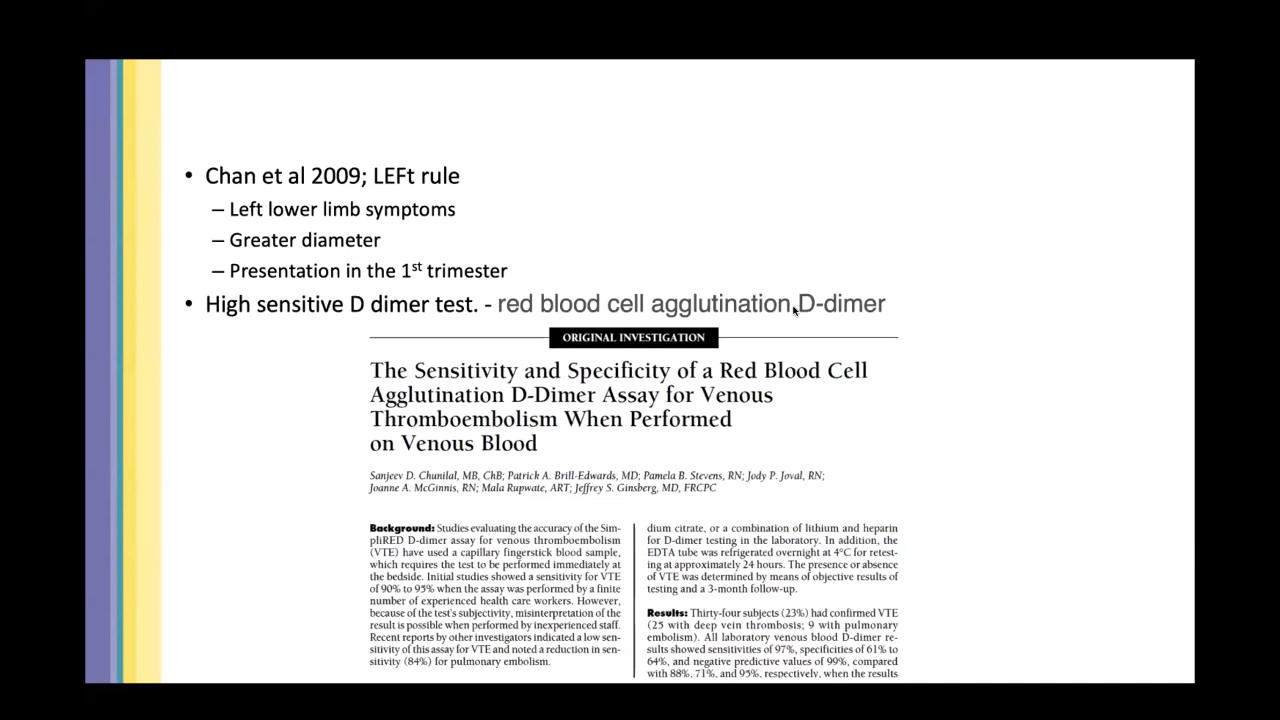 • Chan et al 2009; LEFt rule
– Left lower limb symptoms
– Greater diameter
– Presentation in the 1st trimester
• High sensitive D dimer test. - red blood cell agglutination D-dimer
ORIGINAL INVESTIGATION
The Sensitivity and Specificity of a Red Blood Cell
Agglutination D-Dimer Assay for Venous
Thromboembolism When Performed
on Venous Blood
Sanjeev D. Chunilal, MB, ChB; Patrick A. Brill-Edwards, MD; Pamela B. Stevens, RN; Jody P. Joval, RN;
Joanne A. McGinnis, RN; Mala Rupwate, ART; Jeffrey S. Ginsberg, MD, FRCPC
Background: Studies evaluating the accuracy of the Sim-
pliRED D-dimer assay for venous thromboembolism
(VTE) have used a capillary fingerstick blood sample,
which requires the test to be performed immediately at
the bedside. Initial studies showed a sensitivity for VTE
of 90% to 95% when the assay was performed by a finite
number of experienced health care workers. However,
because of the test's subjectivity, misinterpretation of the
result is possible when performed by inexperienced staff.
Recent reports by other investigators indicated a low sen-
sitivity of this assay for VTE and noted a reduction in sen-
sitivity (84%) for pulmonary embolism.
dium citrate, or a combination of lithium and heparin
for D-dimer testing in the laboratory. In addition, the
EDTA tube was refrigerated overnight at 4°C for retest-
ing at approximately 24 hours. The presence or absence
of VTE was determined by means of objective results of
testing and a 3-month follow-up.
Results: Thirty-four subjects (23%) had confirmed VTE
(25 with deep vein thrombosis; 9 with pulmonary
embolism). All laboratory venous blood D-dimer re-
sults showed sensitivities of 97%, specificities of 61% to
64%, and negative predictive values of 99%, compared
with 88%, 71%, and 95%, respectively, when the results